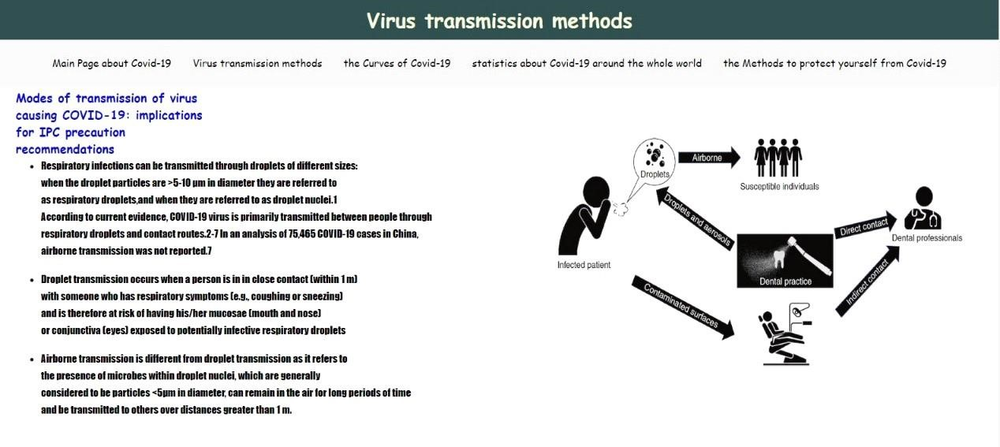 Virus transmission methods
Main Page about Covid-19 Virus transmission methods the Curves of Covid-19 statistics about Covid-19 around the whole world the Methods to protect yourself from Covid-19
Modes of transmission of virus
causing COVID-19: implications
for IPC precaution
recommendations
• Respiratory infections can be transmitted through droplets of different sizes:
when the droplet particles are >5-10 μm in diameter they are referred to
as respiratory droplets,and when they are referred to as droplet nuclei.1
According to current evidence, COVID-19 virus is primarily transmitted between people through
respiratory droplets and contact routes.2-7 In an analysis of 75,465 COVID-19 cases in China,
airborne transmission was not reported.7
• Droplet transmission occurs when a person is in in close contact (within 1 m)
with someone who has respiratory symptoms (e.g., coughing or sneezing)
and is therefore at risk of having his/her mucosae (mouth and nose)
or conjunctiva (eyes) exposed to potentially infective respiratory droplets
• Airborne transmission is different from droplet transmission as it refers to
the presence of microbes within droplet nuclei, which are generally
considered to be particles <5μm in diameter, can remain in the air for long periods of time
and be transmitted to others over distances greater than 1 m.
Droplets
Airborne
Susceptible individuals
Infected patient
Droplets and aerosols
Dental practice
Direct contact
Dental professionals
Contaminated surfaces
Indirect contact